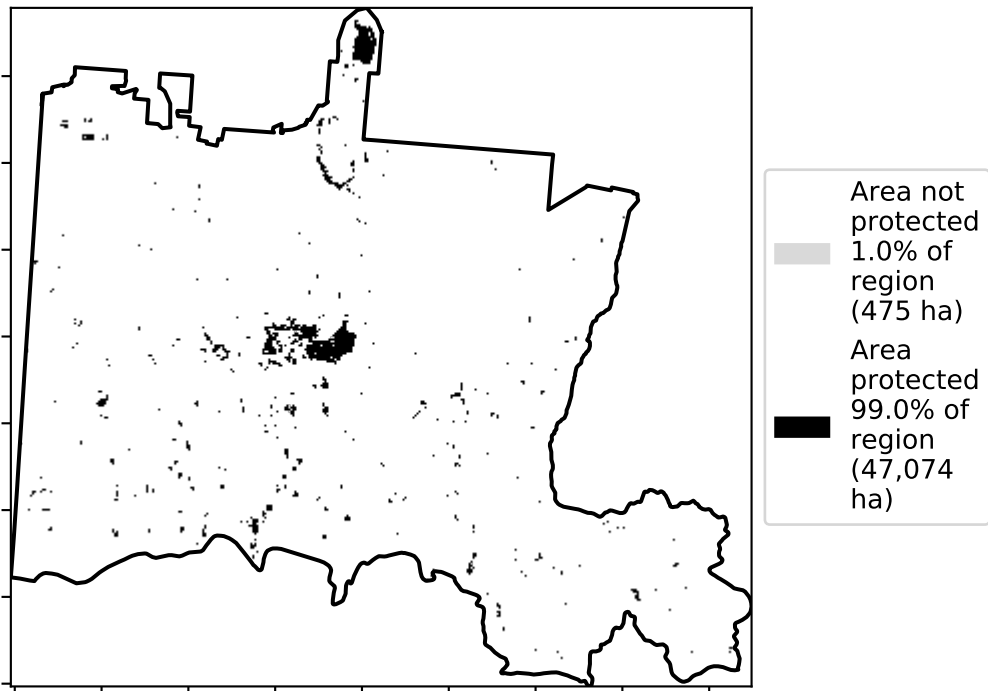 Area not
protected
1.0% of
region
(475 ha)
Area
protected
99.0% of
region
(47,074
ha)